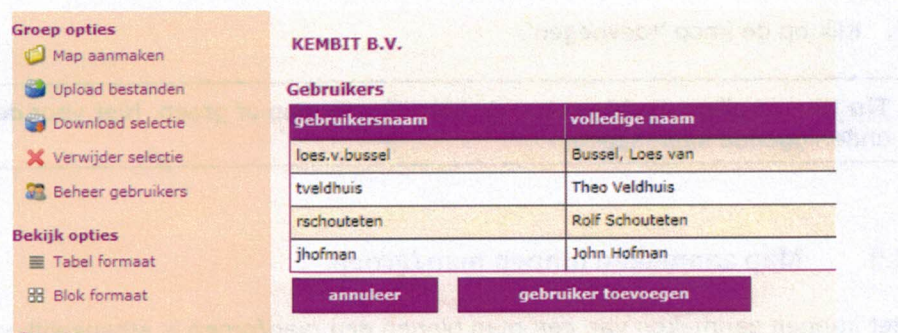 Groep opties
Map aanmaken
Upload bestanden
Download selectie
Verwijder selectie
Beheer gebruikers
Bekijk opties
Tabel formaat
Blok formaat
KEMBIT B.V.
Gebruikers
gebruikersnaam volledige naam
loes.v.bussel Bussel, Loes van
tveldhuis Theo Veldhuis
rschouteten Rolf Schouteten
jhofman John Hofman
annuleer gebruiker toevoegen